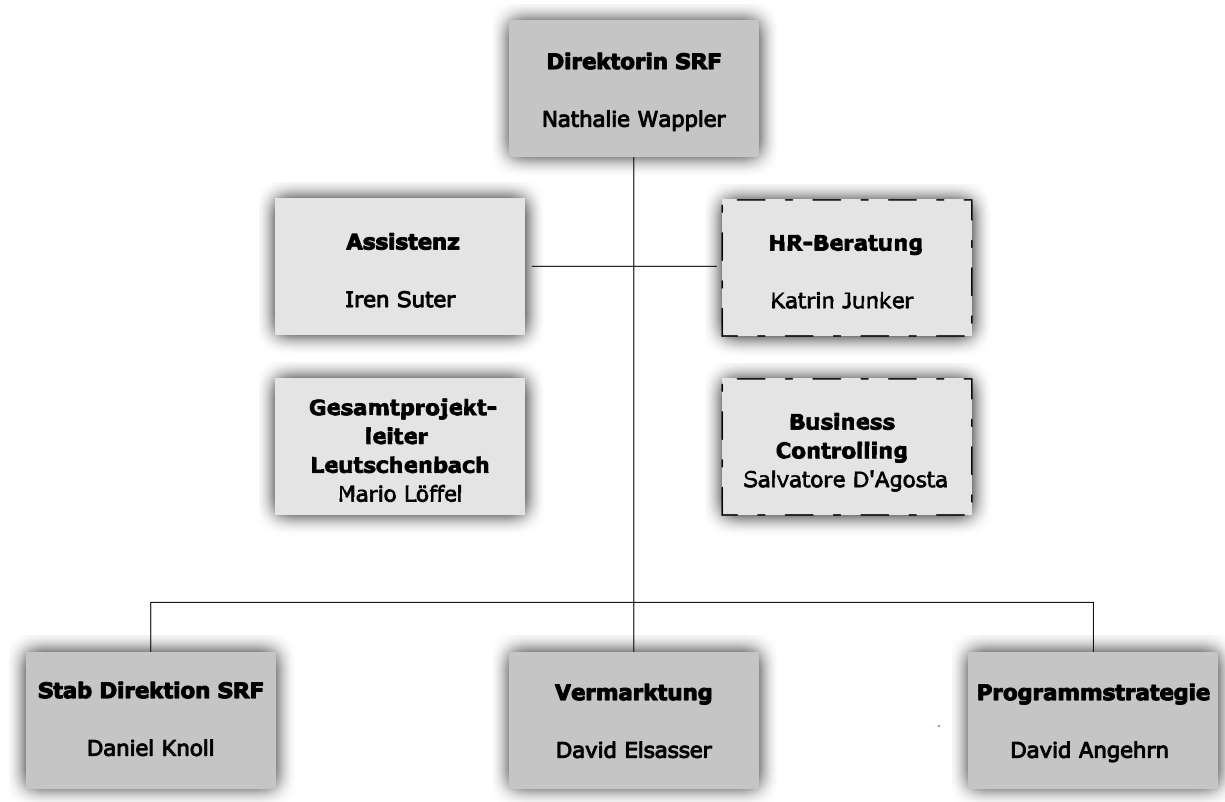 Direktorin SRF
Nathalie Wappler
Assistenz
Iren Suter
HR-Beratung
Katrin Junker
Gesamtprojekt-
leiter
Leutschenbach
Mario Löffel
Business
Controlling
Salvatore D'Agosta
Stab Direktion SRF
Daniel Knoll
Vermarktung
David Elsasser
Programmstrategie
David Angehrn